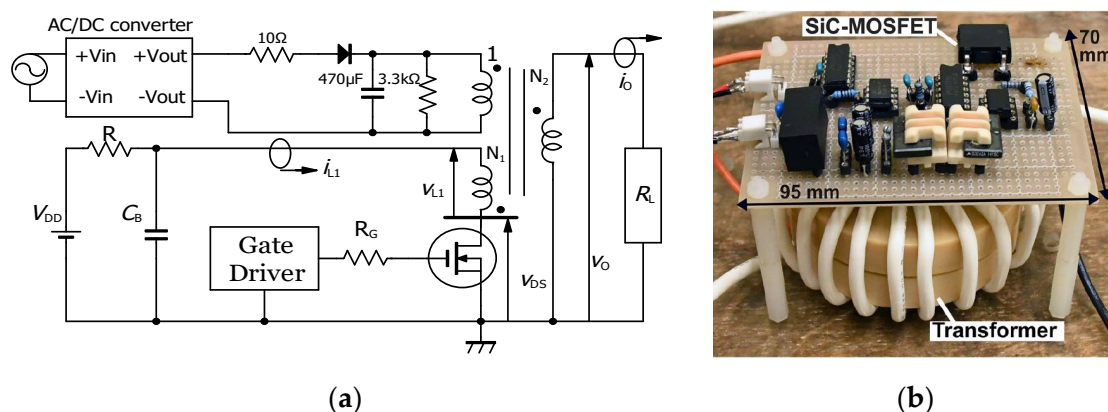 AC/DC converter
+Vin
+Vout
-Vin
-Vout
10Ω
470μF
3.3kΩ
1
N2
iO
R
iL1
N1
vL1
VDD
CB
Gate
Driver
RG
vDS
vO
RL
(a)
SiC-MOSFET
70
mm
95 mm
Transformer
(b)